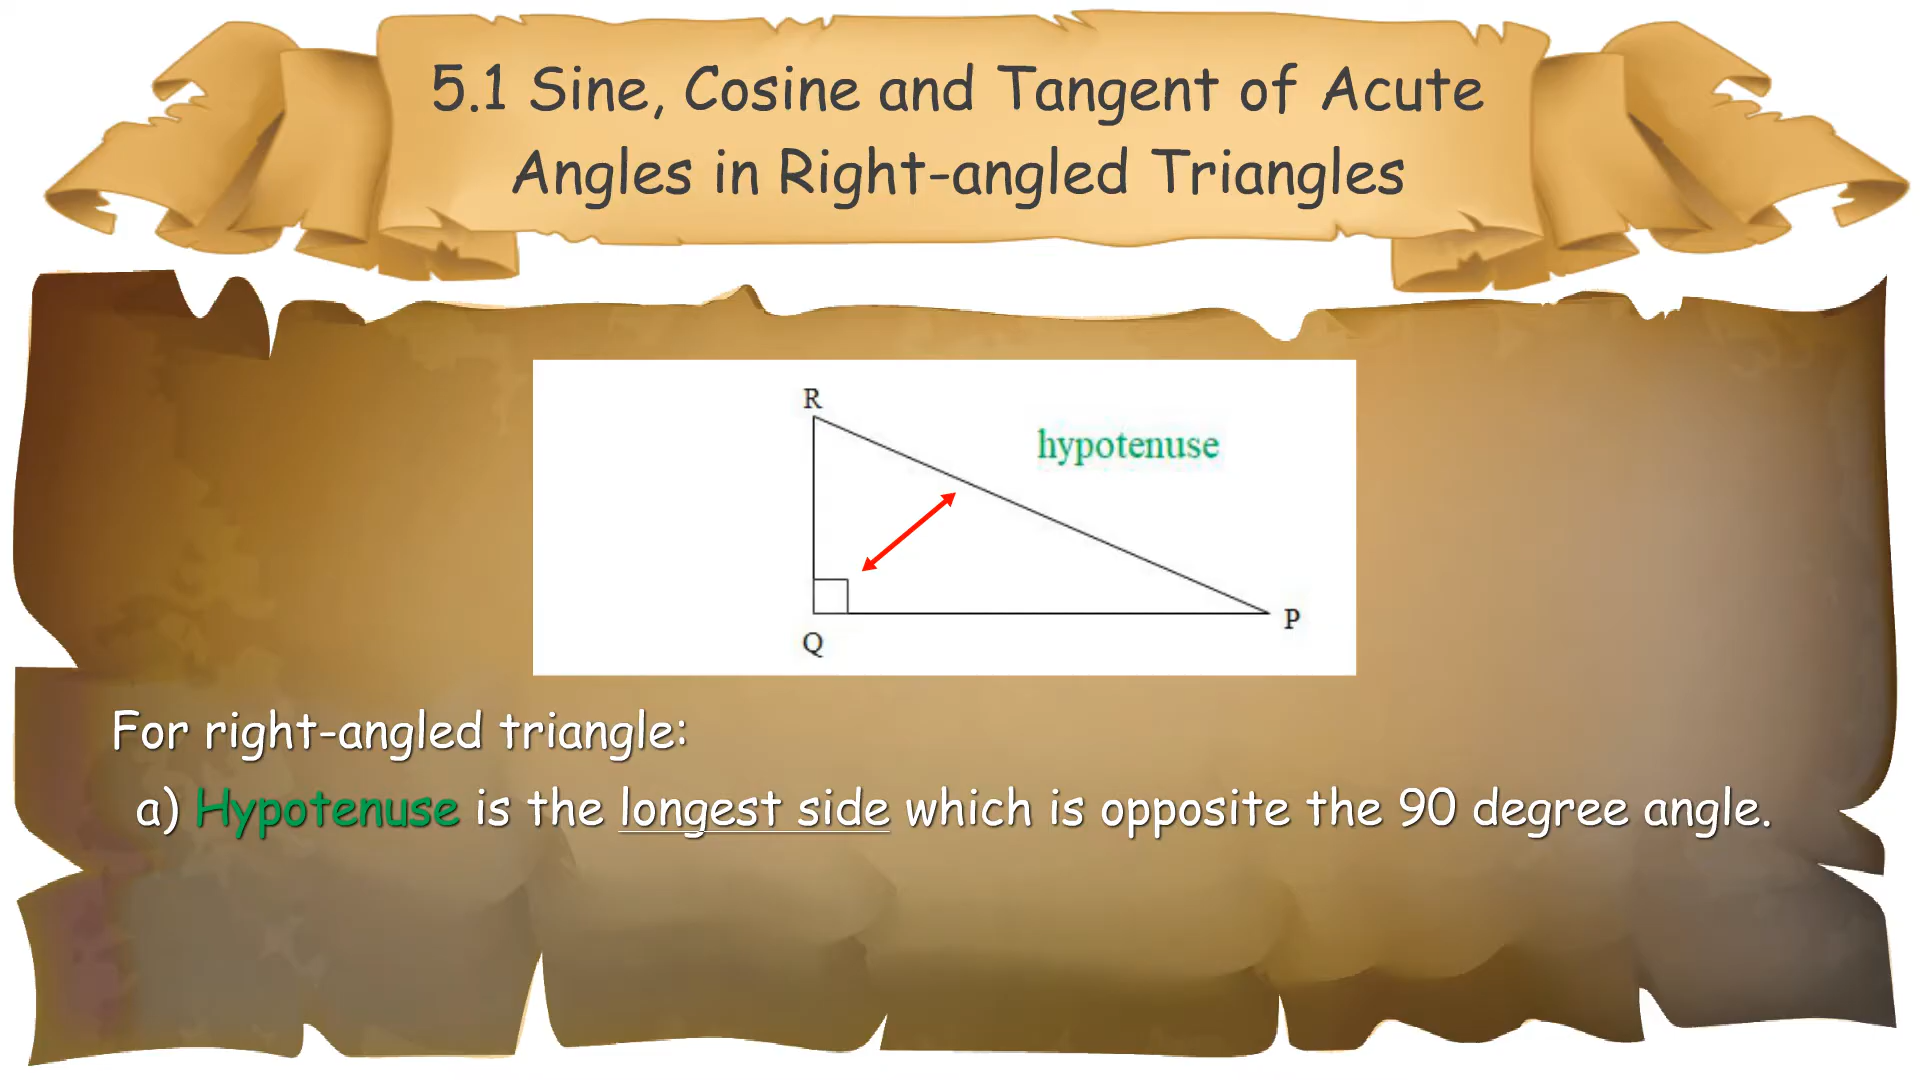 5.1 Sine, Cosine and Tangent of Acute
Angles in Right-angled Triangles
R
hypotenuse
P
Q
For right-angled triangle:
a) Hypotenuse is the longest side which is opposite the 90 degree angle.